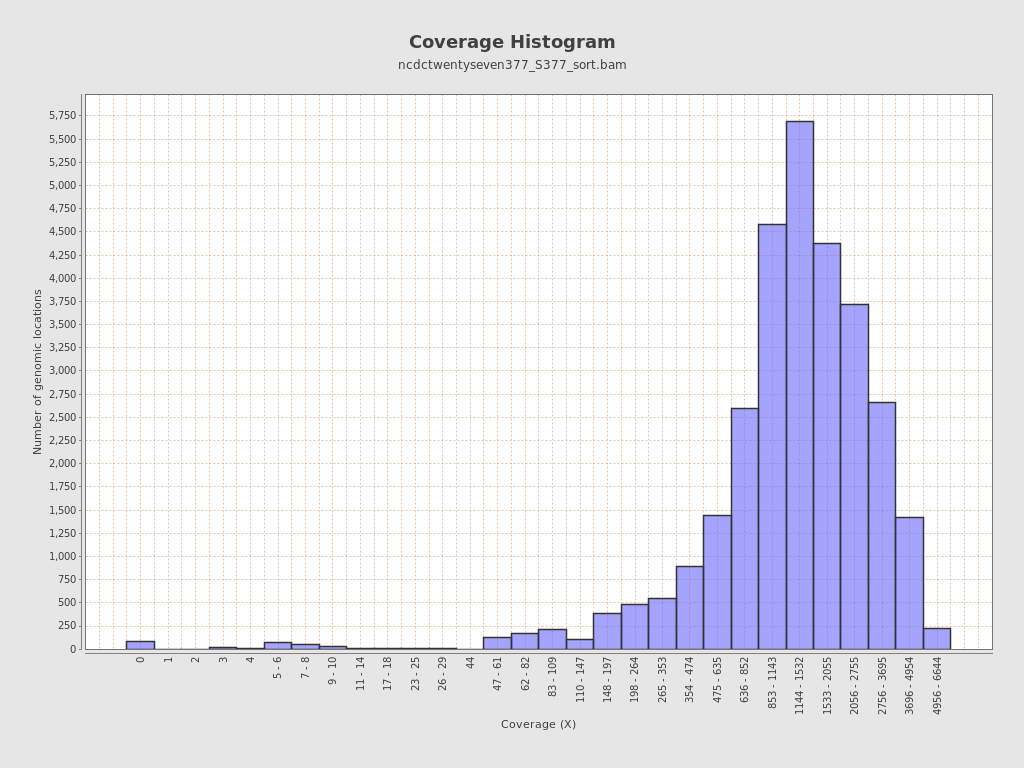 Coverage Histogram
ncdctwentyseven377_S377_sort.bam
5,750
5,500
5,250
5,000
4,750
4,500
4,250
4,000
3,750
3,500
3,250
3,000
2,750
2,500
2,250
2,000
1,750
1,500
1,250
1,000
750
500
250
0
Number of genomic locations
0
1
2
3
4
5 - 6
7 - 8
9 - 10
11 - 14
17 - 18
23 - 25
26 - 29
44
47 - 61
62 - 82
83 - 109
110 - 147
148 - 197
198 - 264
265 - 353
354 - 474
475 - 635
636 - 852
853 - 1143
1144 - 1532
1533 - 2055
2056 - 2755
2756 - 3695
3696 - 4954
4956 - 6644
Coverage (X)